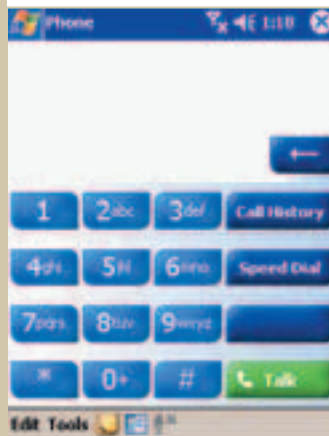 Phone 1:10
1 2abc 3def Call History
4ghi 5jkl 6mno Speed Dial
7pqrs 8tuv 9wxyz
* 0+ # Talk
Edit Tools